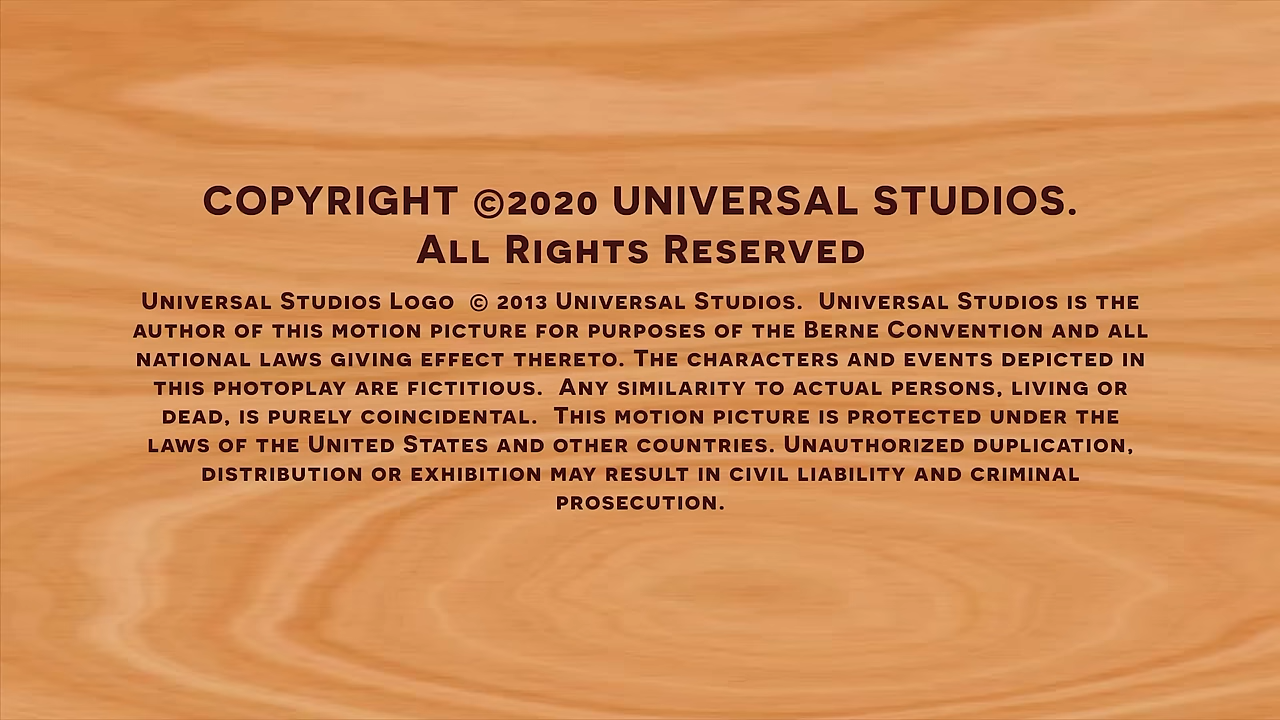 COPYRIGHT ©2020 UNIVERSAL STUDIOS.
ALL RIGHTS RESERVED
UNIVERSAL STUDIOS LOGO © 2013 UNIVERSAL STUDIOS. UNIVERSAL STUDIOS IS THE
AUTHOR OF THIS MOTION PICTURE FOR PURPOSES OF THE BERNE CONVENTION AND ALL
NATIONAL LAWS GIVING EFFECT THERETO. THE CHARACTERS AND EVENTS DEPICTED IN
THIS PHOTOPLAY ARE FICTITIOUS. ANY SIMILARITY TO ACTUAL PERSONS, LIVING OR
DEAD, IS PURELY COINCIDENTAL. THIS MOTION PICTURE IS PROTECTED UNDER THE
LAWS OF THE UNITED STATES AND OTHER COUNTRIES. UNAUTHORIZED DUPLICATION,
DISTRIBUTION OR EXHIBITION MAY RESULT IN CIVIL LIABILITY AND CRIMINAL
PROSECUTION.